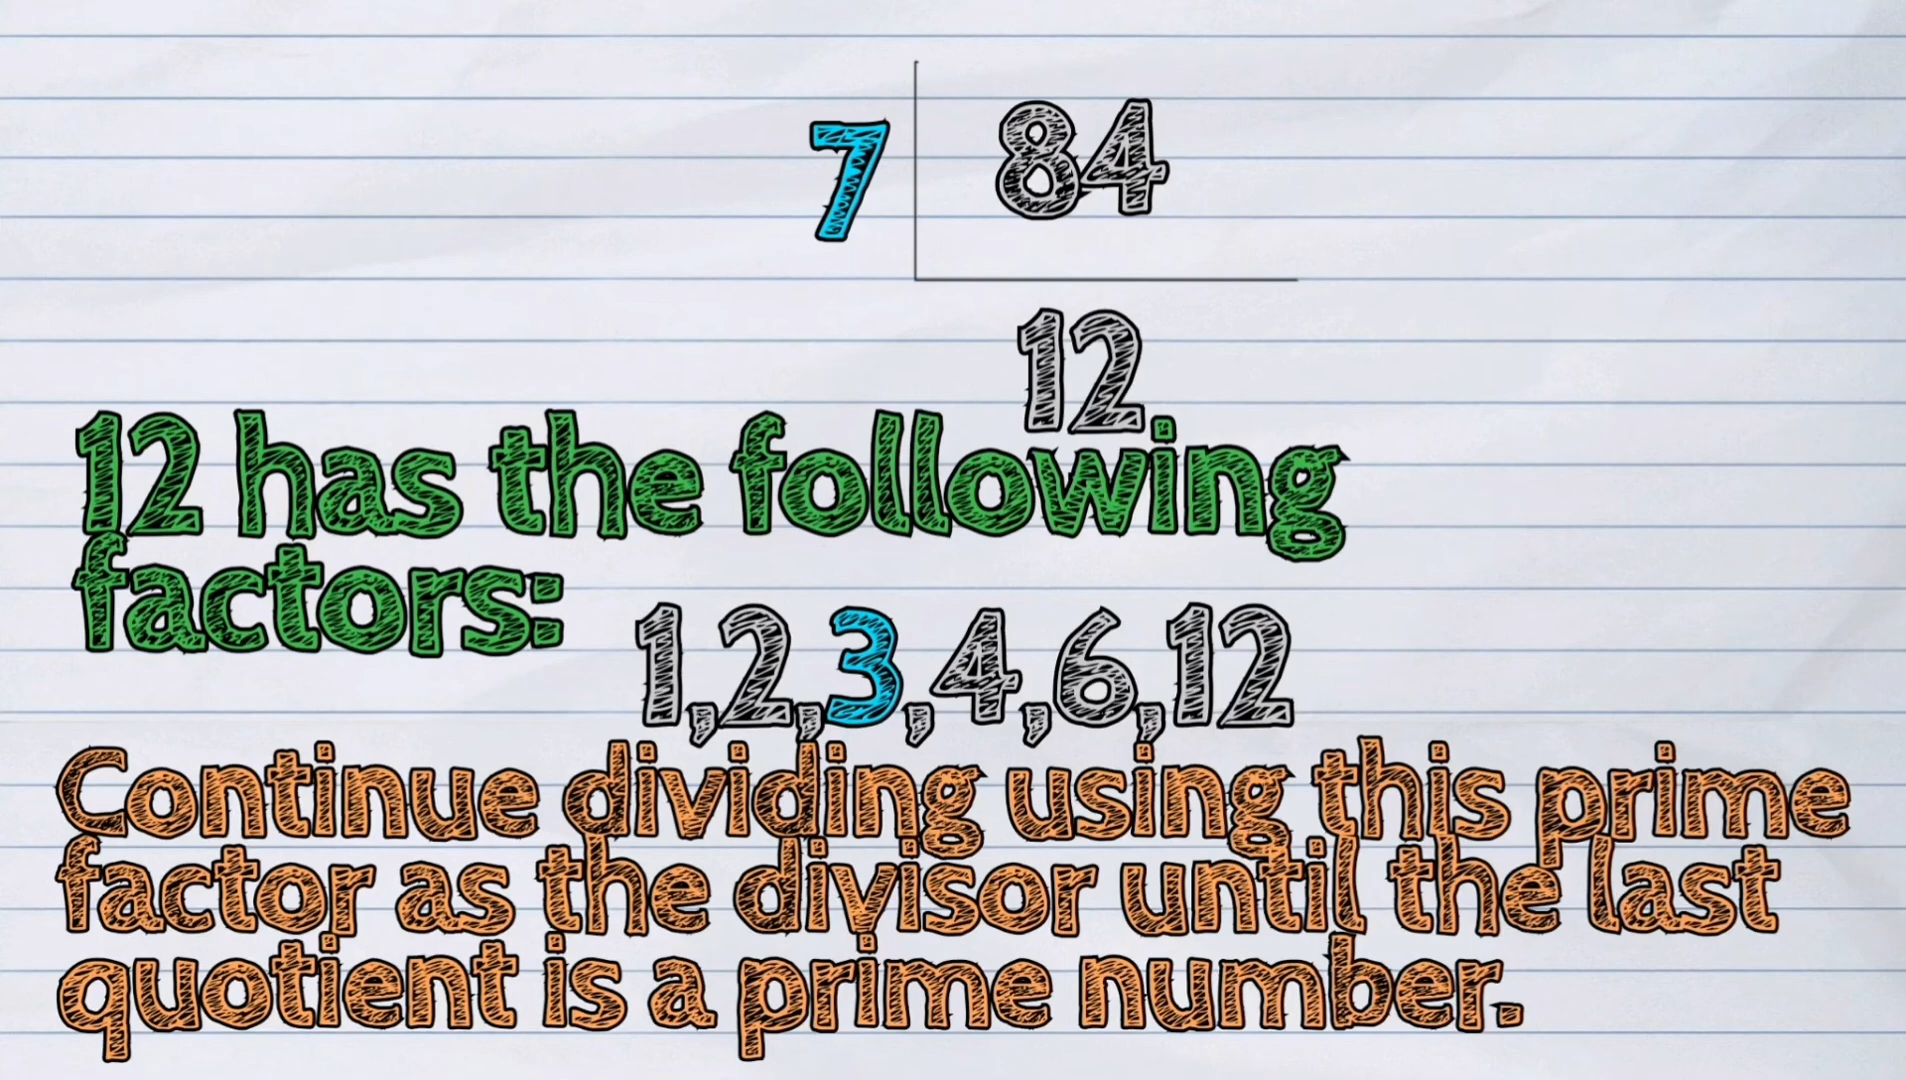 7 84
12
12 has the following
factors:
1,2,3,4,6,12
Continue dividing using this prime
factor as the divisor until the last
quotient is a prime number.